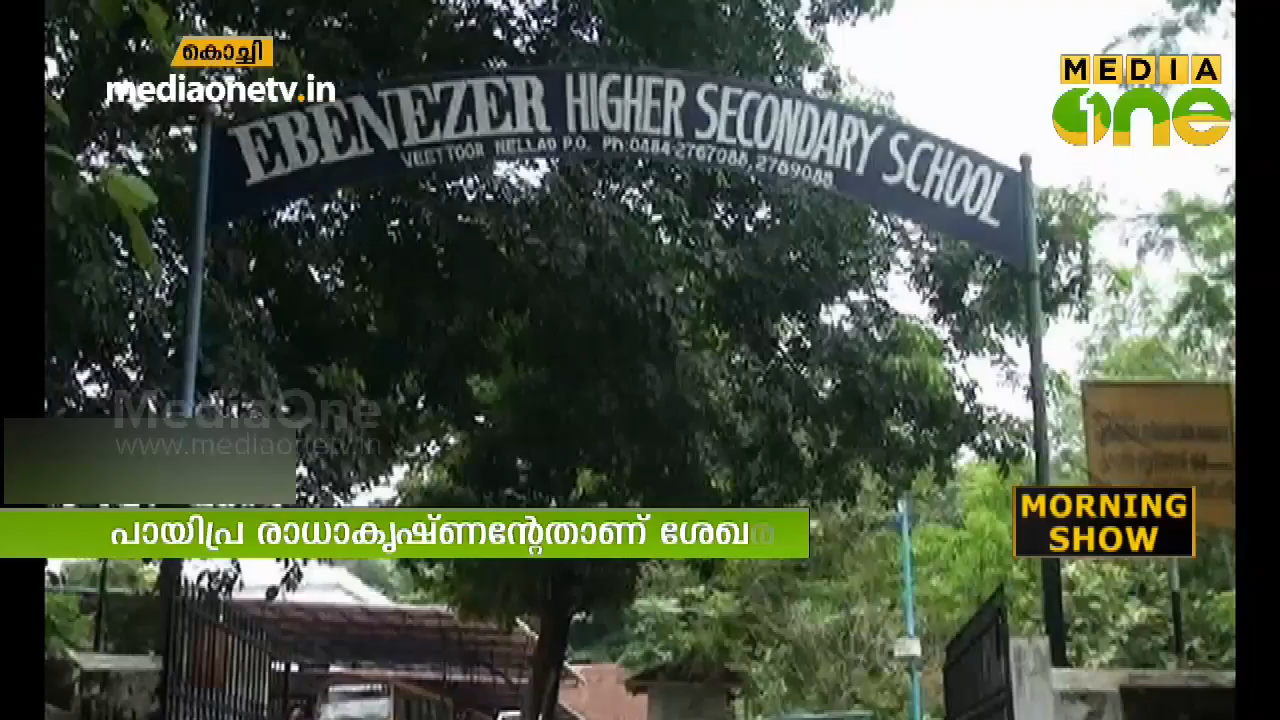 കൊച്ചി
mediaonetv.in
MEDIA
one
EBENEZER HIGHER SECONDARY SCHOOL
VEETTOOR NELLAD P.O. Ph:0484-2767088, 2769088
MediaOne
www.mediaonetv.in
MORNING
SHOW
പായിപ്ര രാധാകൃഷ്ണന്റേതാണ് ശേഖര